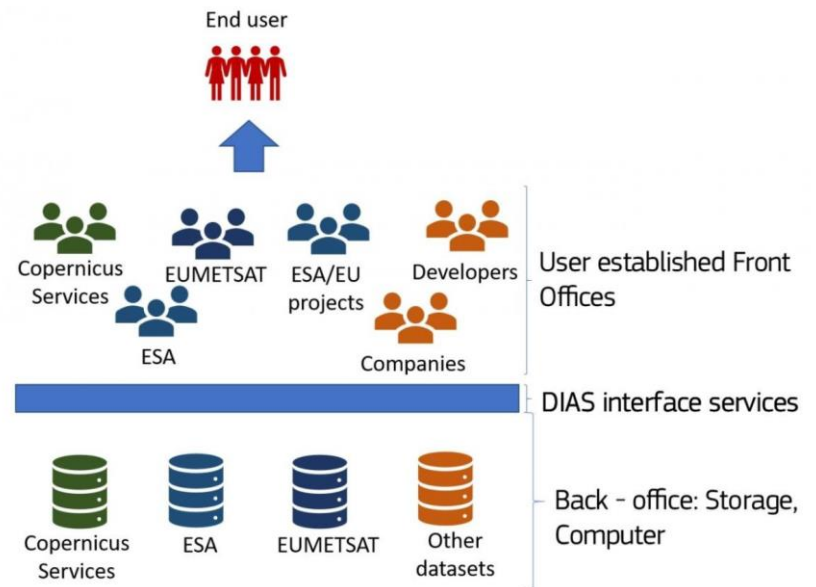 End user
Copernicus
Services
EUMETSAT
ESA/EU
projects
Developers
ESA
Companies
User established Front
Offices
DIAS interface services
Copernicus
Services
ESA
EUMETSAT
Other
datasets
Back - office: Storage,
Computer